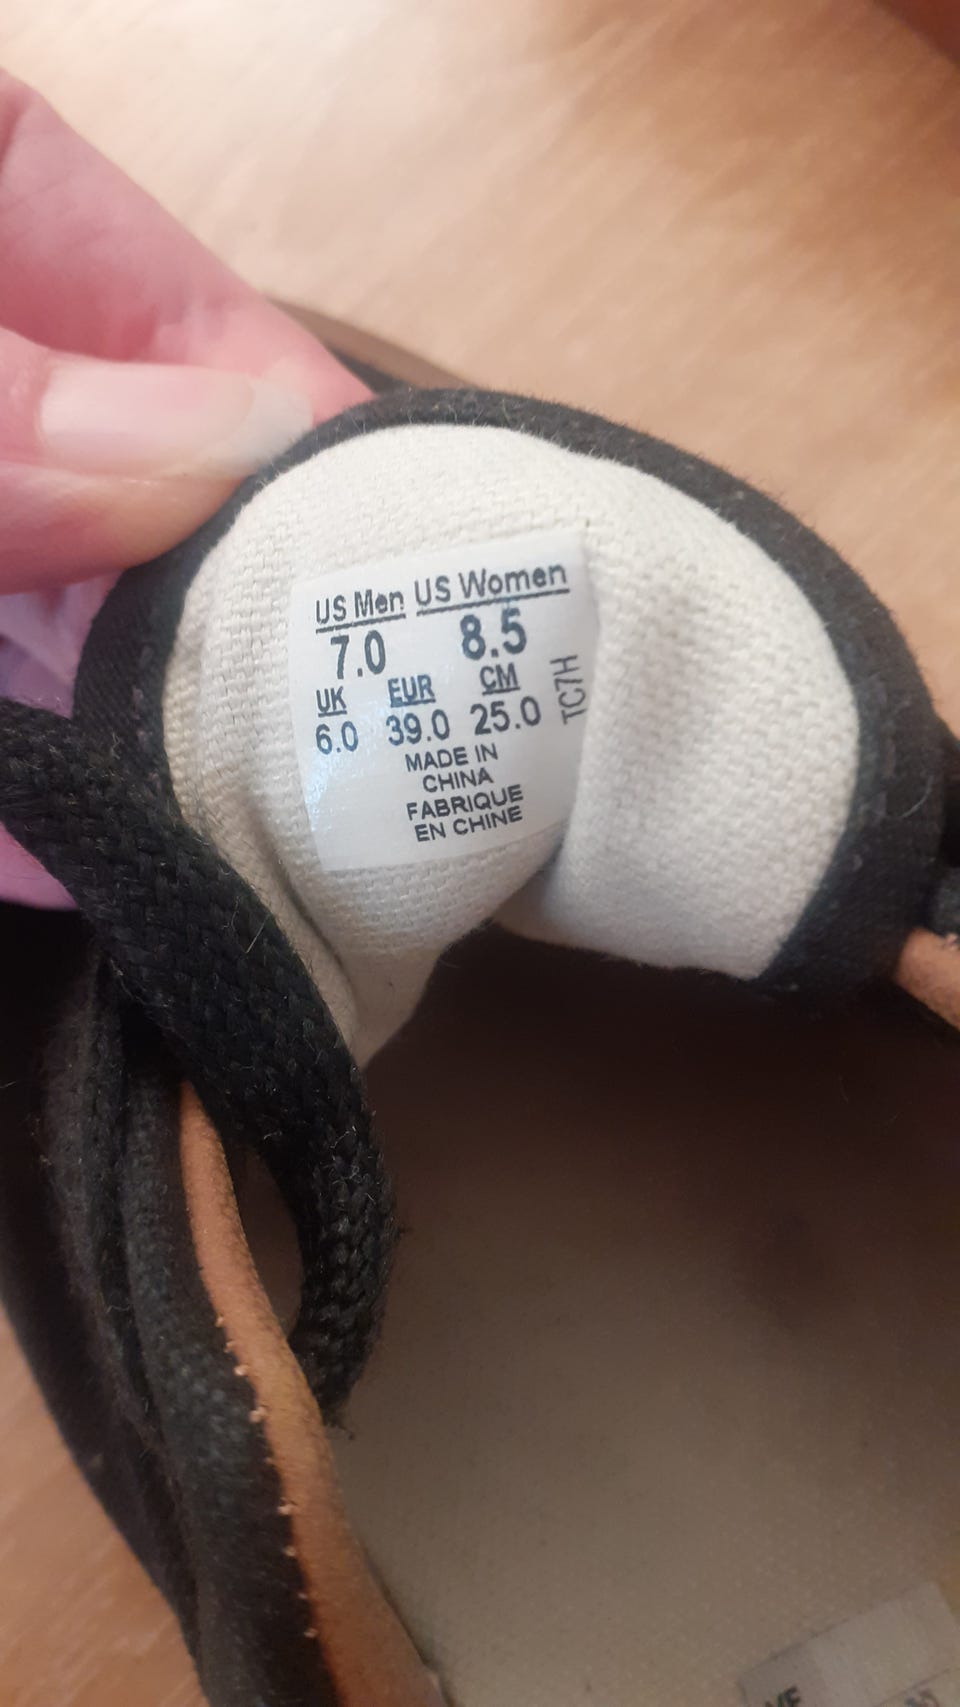 US Men US Women
7.0 8.5
UK EUR CM
6.0 39.0 25.0
TC7H
MADE IN
CHINA
FABRIQUE
EN CHINE